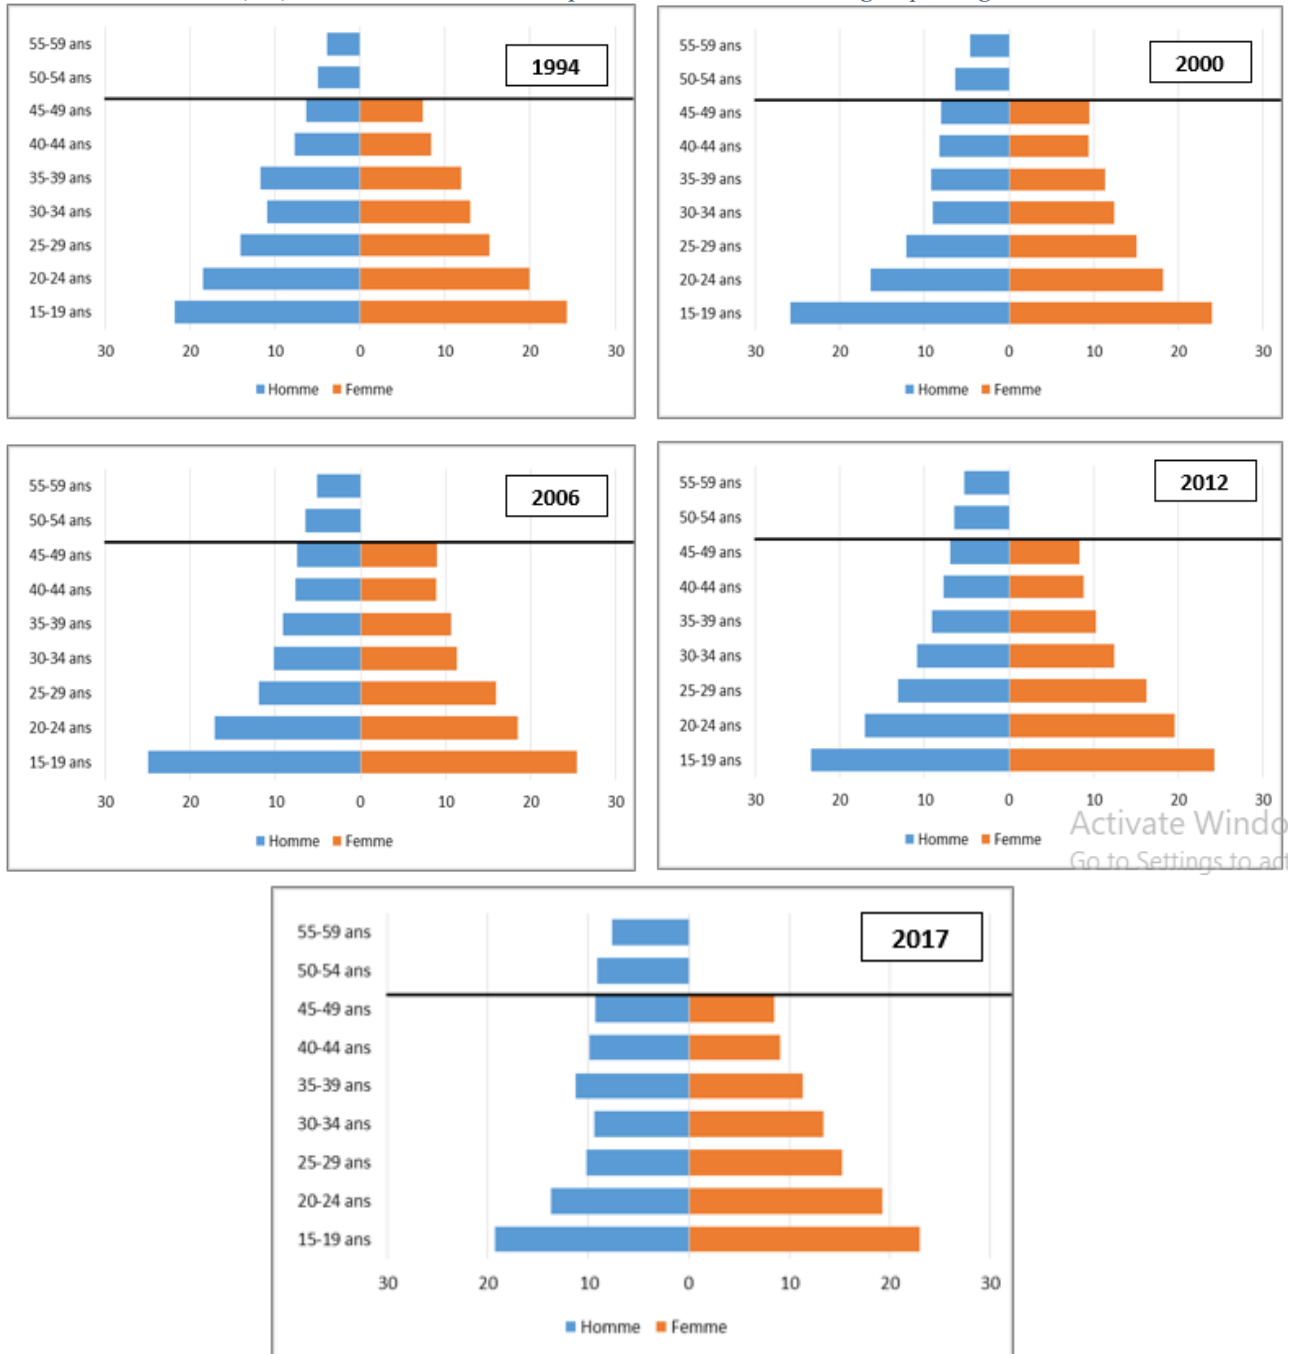 55-59 ans
1994
50-54 ans
45-49 ans
40-44 ans
35-39 ans
30-34 ans
25-29 ans
20-24 ans
15-19 ans
30 20 10 0 10 20 30
Homme Femme
55-59 ans
2000
50-54 ans
45-49 ans
40-44 ans
35-39 ans
30-34 ans
25-29 ans
20-24 ans
15-19 ans
30 20 10 0 10 20 30
Homme Femme
55-59 ans
2006
50-54 ans
45-49 ans
40-44 ans
35-39 ans
30-34 ans
25-29 ans
20-24 ans
15-19 ans
30 20 10 0 10 20 30
Homme Femme
55-59 ans
2012
50-54 ans
45-49 ans
40-44 ans
35-39 ans
30-34 ans
25-29 ans
20-24 ans
15-19 ans
30 20 10 0 10 20 30
Homme Femme
Activate Windo
Go to Settings to act
55-59 ans
2017
50-54 ans
45-49 ans
40-44 ans
35-39 ans
30-34 ans
25-29 ans
20-24 ans
15-19 ans
30 20 10 0 10 20 30
Homme Femme